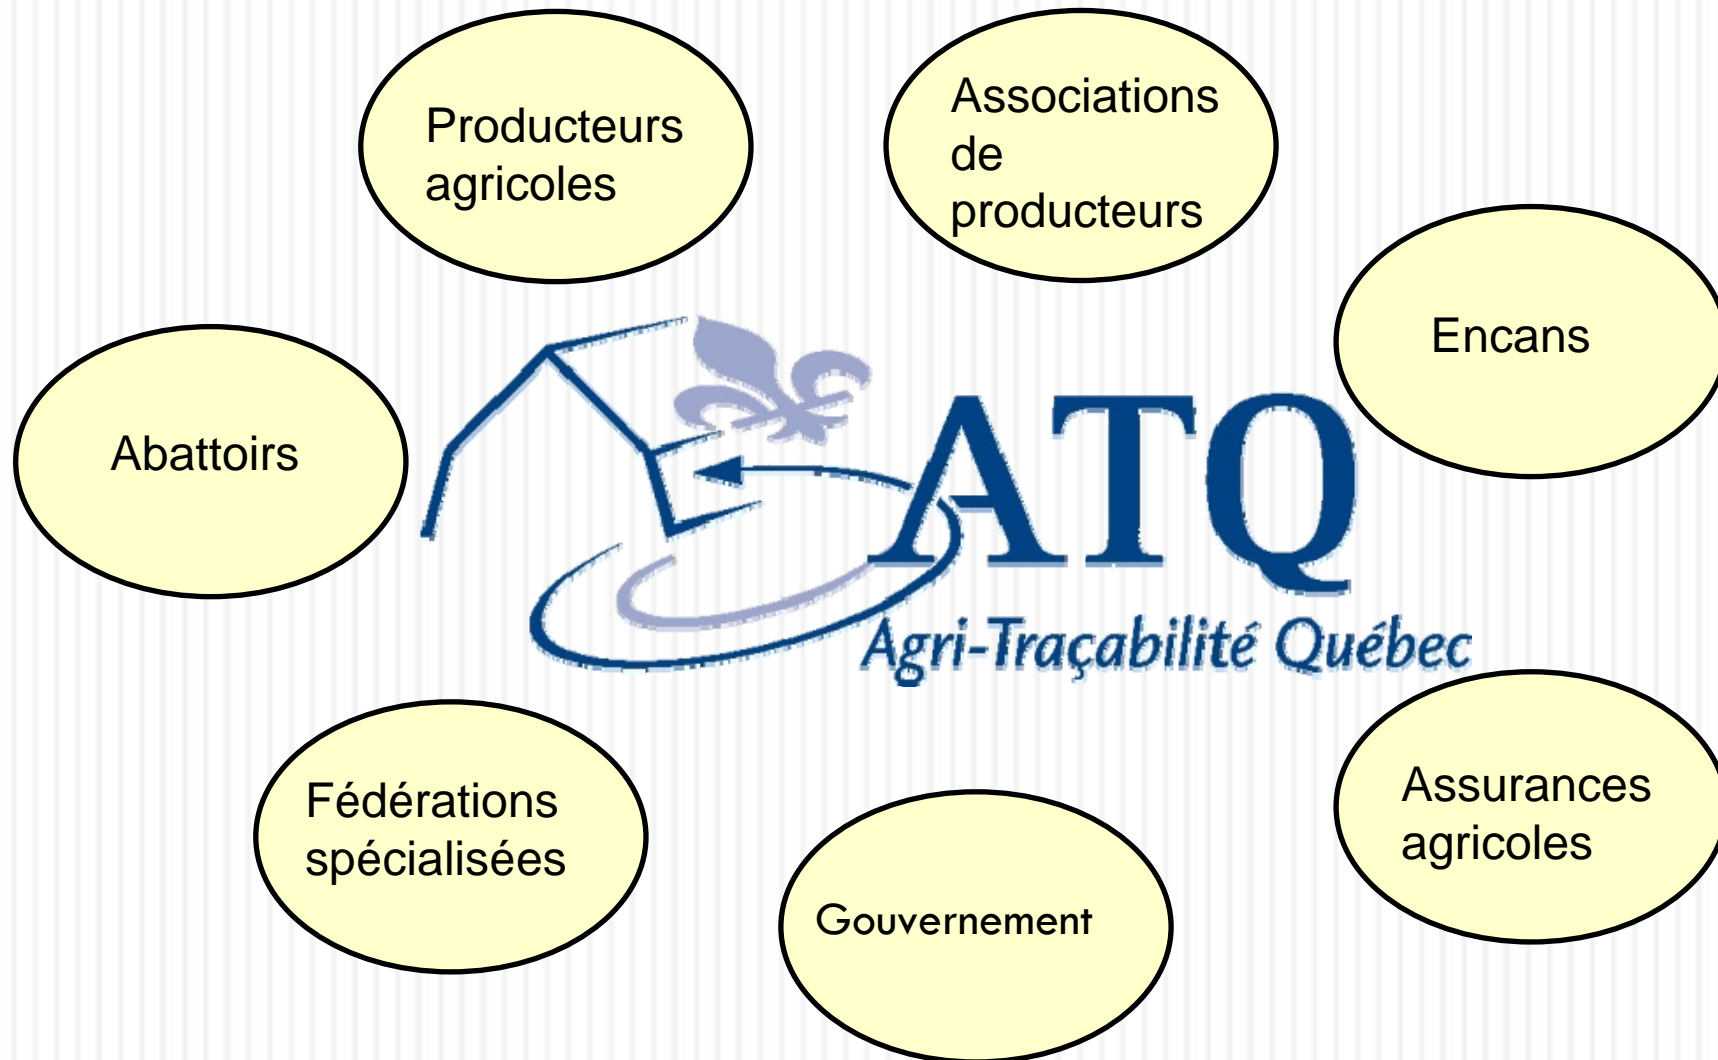 Producteurs
agricoles
Associations
de
producteurs
Encans
Abattoirs
ATQ
Agri-Traçabilité Québec
Fédérations
spécialisées
Gouvernement
Assurances
agricoles